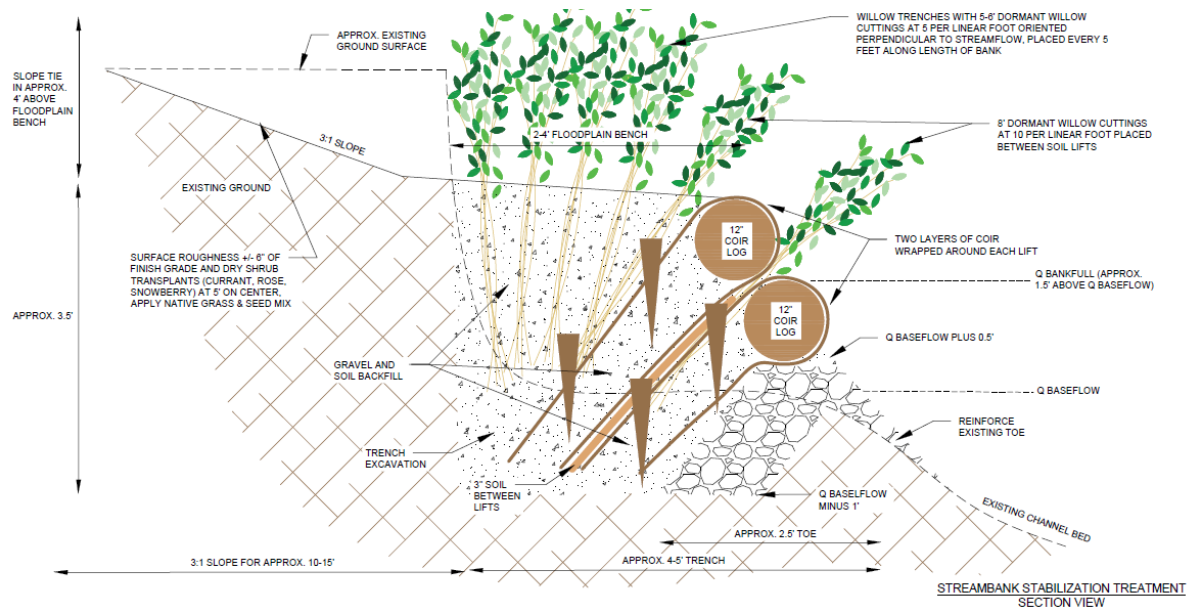 WILLOW TRENCHES WITH 5-6' DORMANT WILLOW
CUTTINGS AT 5 PER LINEAR FOOT ORIENTED
PERPENDICULAR TO STREAMFLOW, PLACED EVERY 5
FEET ALONG LENGTH OF BANK
APPROX. EXISTING
GROUND SURFACE
SLOPE TIE
IN APPROX.
4' ABOVE
FLOODPLAIN
BENCH
8' DORMANT WILLOW CUTTINGS
AT 10 PER LINEAR FOOT PLACED
BETWEEN SOIL LIFTS
2-4' FLOODPLAIN BENCH
3:1 SLOPE
EXISTING GROUND
12"
COIR
LOG
TWO LAYERS OF COIR
WRAPPED AROUND EACH LIFT
SURFACE ROUGHNESS +/- 6" OF
FINISH GRADE AND DRY SHRUB
TRANSPLANTS (CURRANT, ROSE,
SNOWBERRY) AT 5' ON CENTER,
APPLY NATIVE GRASS & SEED MIX
Q BANKFULL (APPROX.
1.5' ABOVE Q BASEFLOW)
APPROX. 3.5'
12"
COIR
LOG
Q BASEFLOW PLUS 0.5'
GRAVEL AND
SOIL BACKFILL
Q BASEFLOW
REINFORCE
EXISTING TOE
TRENCH
EXCAVATION
3" SOIL
BETWEEN
LIFTS
Q BASELFLOW
MINUS 1'
EXISTING CHANNEL BED
APPROX. 2.5' TOE
3:1 SLOPE FOR APPROX. 10-15'
APPROX. 4-5' TRENCH
STREAMBANK STABILIZATION TREATMENT
SECTION VIEW